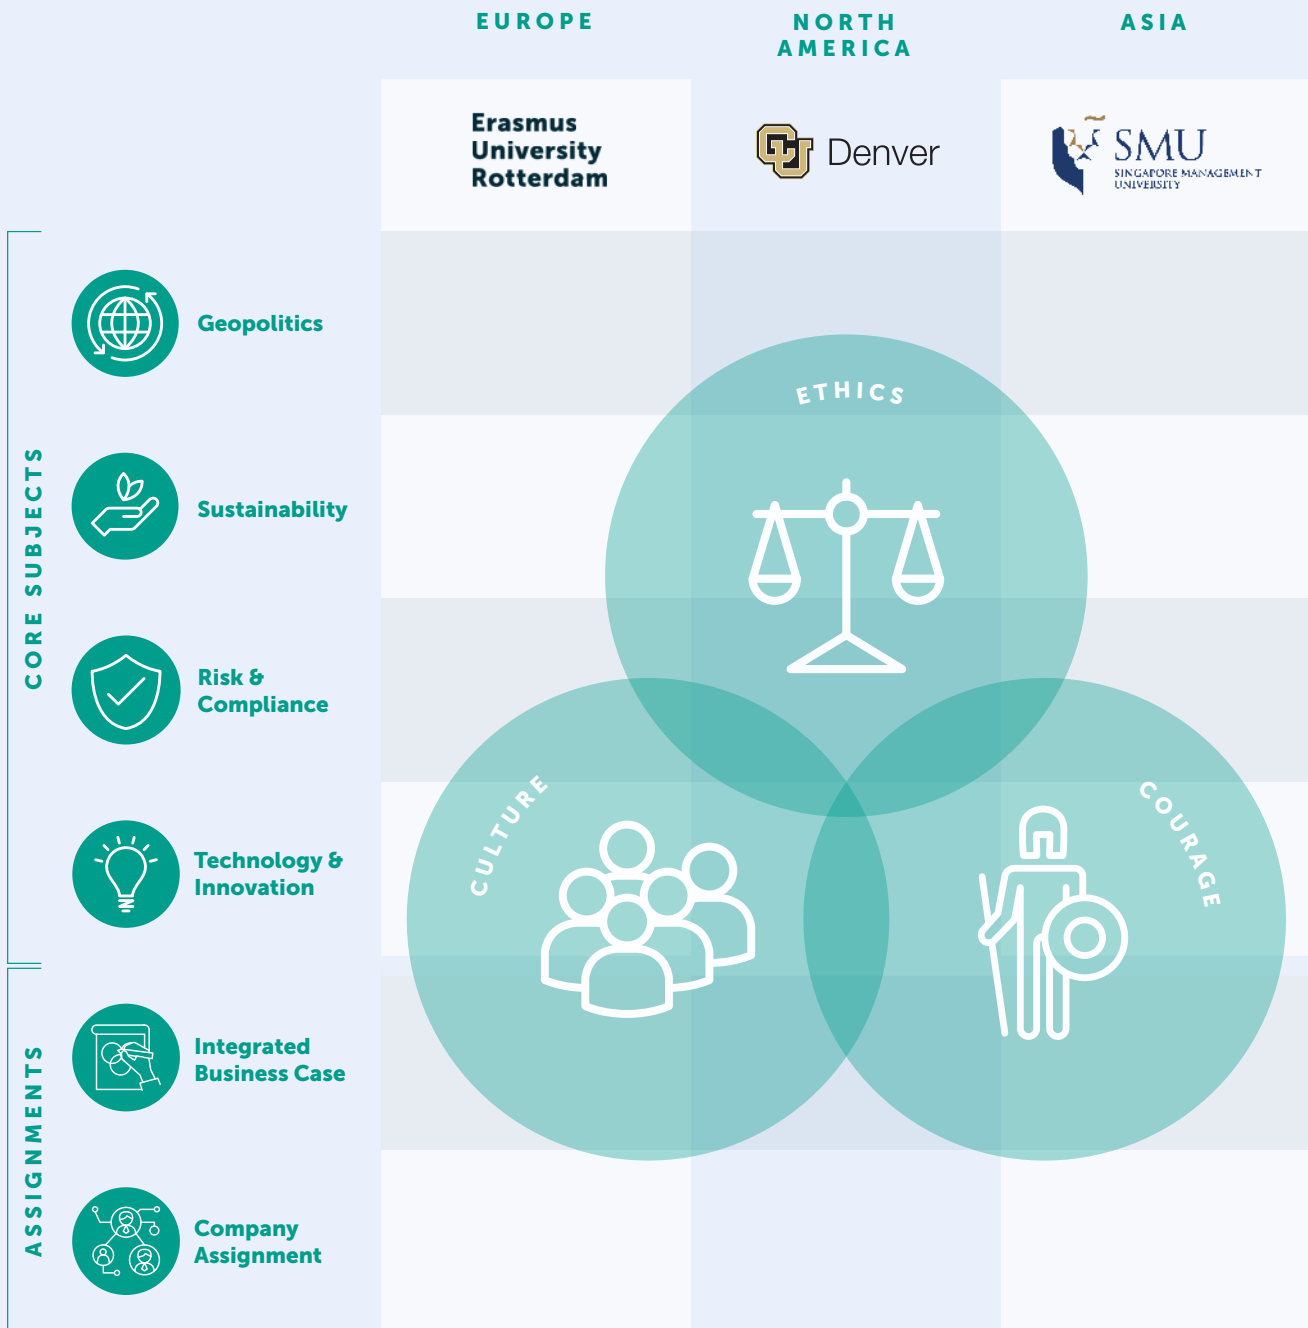 EUROPE
NORTH
AMERICA
ASIA
Erasmus
University
Rotterdam
CU Denver
SMU
SINGAPORE MANAGEMENT
UNIVERSITY
CORE SUBJECTS
Geopolitics
Sustainability
Risk &
Compliance
Technology &
Innovation
ASSIGNMENTS
Integrated
Business Case
Company
Assignment
ETHICS
CULTURE
COURAGE